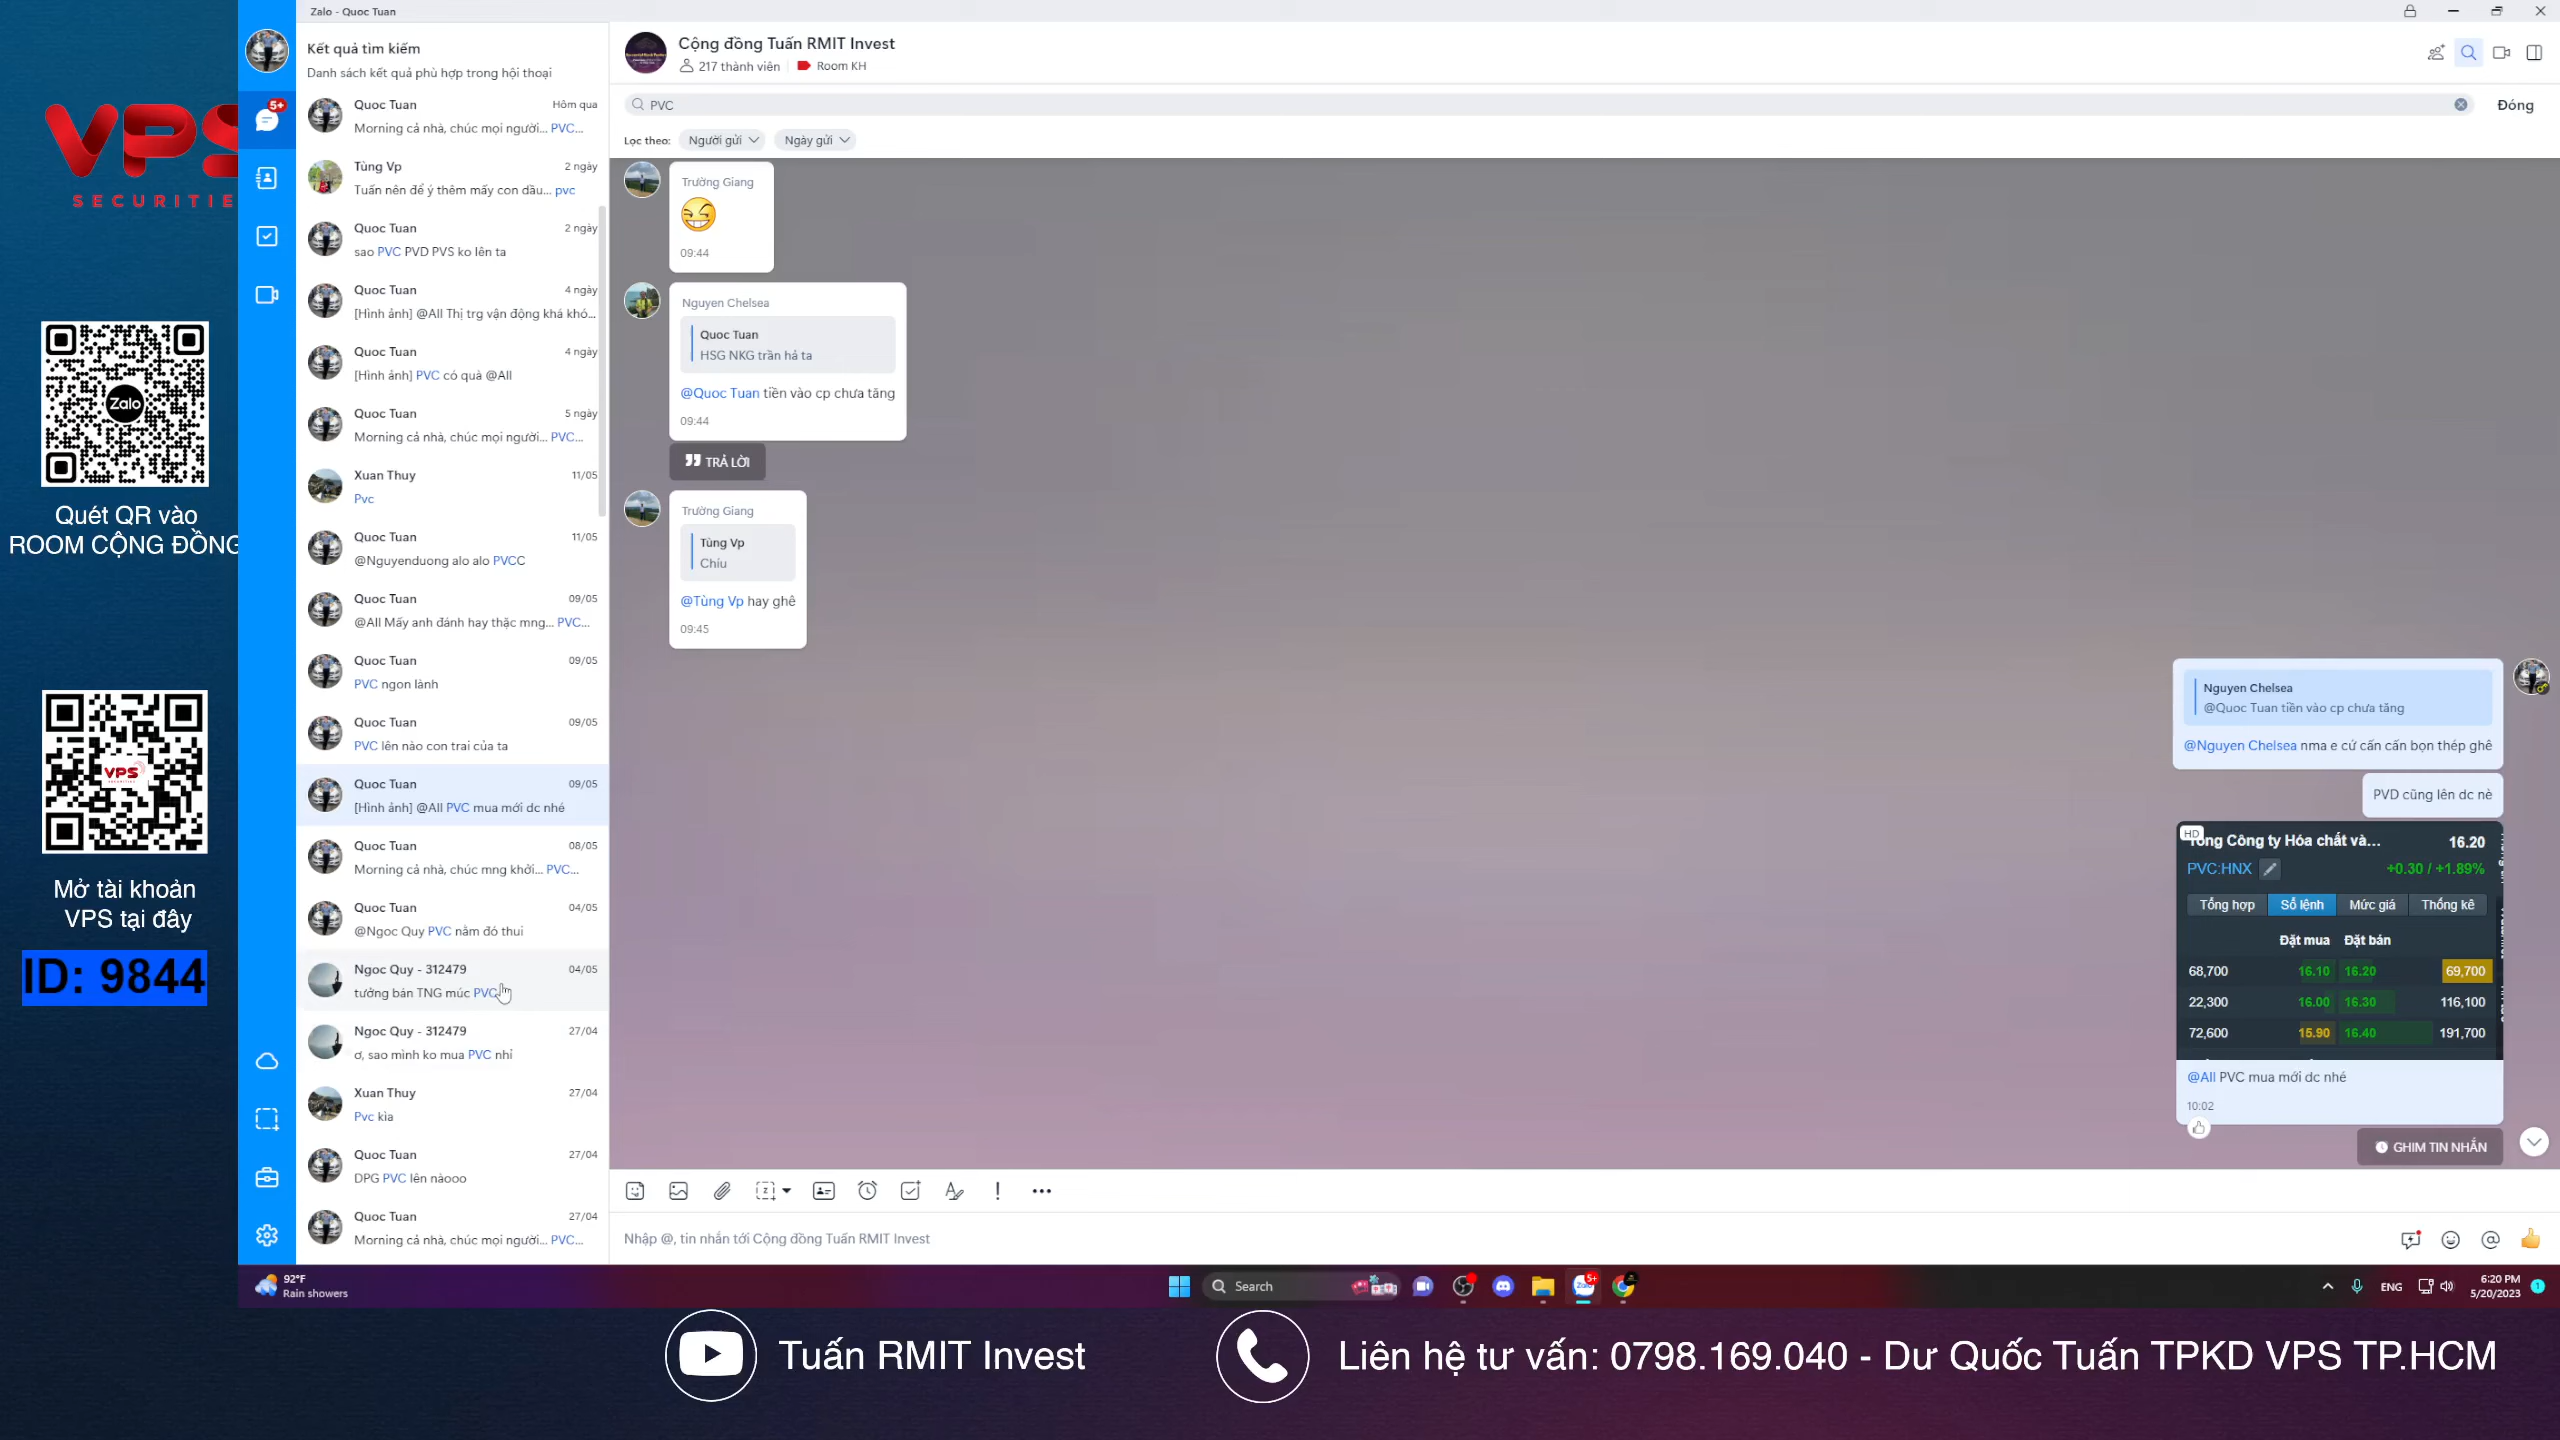 VPS
SECURITIE
Quét QR vào
ROOM CỘNG ĐỒNG
Zalo
VPS
Mở tài khoản
VPS tại đây
ID: 9844
Zalo - Quoc Tuan
5+
Kết quả tìm kiếm
Danh sách kết quả phù hợp trong hội thoại
Quoc Tuan Hôm qua
Morning cả nhà, chúc mọi người... PVC...
Tùng Vp 2 ngày
Tuấn nên để ý thêm mấy con dầu... pvc
Quoc Tuan 2 ngày
sao PVC PVD PVS ko lên ta
Quoc Tuan 4 ngày
[Hình ảnh] @All Thị trg vận động khá khó...
Quoc Tuan 4 ngày
[Hình ảnh] PVC có quà @All
Quoc Tuan 5 ngày
Morning cả nhà, chúc mọi người... PVC...
Xuan Thuy 11/05
Pvc
Quoc Tuan 11/05
@Nguyenduong alo alo PVCC
Quoc Tuan 09/05
@All Mấy anh đánh hay thặc mng... PVC...
Quoc Tuan 09/05
PVC ngon lành
Quoc Tuan 09/05
PVC lên nào con trai của ta
Quoc Tuan 09/05
[Hình ảnh] @All PVC mua mới dc nhé
Quoc Tuan 08/05
Morning cả nhà, chúc mng khởi... PVC...
Quoc Tuan 04/05
@Ngoc Quy PVC nằm đó thui
Ngoc Quy - 312479 04/05
tưởng bán TNG múc PVC
Ngoc Quy - 312479 27/04
ơ, sao mình ko mua PVC nhỉ
Xuan Thuy 27/04
Pvc kìa
Quoc Tuan 27/04
DPG PVC lên nàooo
Quoc Tuan 27/04
Morning cả nhà, chúc mọi người... PVC...
Cộng đồng Tuấn RMIT Invest
217 thành viên Room KH
PVC Đóng
Lọc theo: Người gửi Ngày gửi
Trường Giang
09:44
Nguyen Chelsea
Quoc Tuan
HSG NKG trần hả ta
@Quoc Tuan tiền vào cp chưa tăng
09:44
TRẢ LỜI
Trường Giang
Tùng Vp
Chíu
@Tùng Vp hay ghê
09:45
Nguyen Chelsea
@Quoc Tuan tiền vào cp chưa tăng
@Nguyen Chelsea nma e cứ cấn cấn bọn thép ghê
PVD cũng lên dc nè
HD
Tổng Công ty Hóa chất và... 16.20
PVC:HNX +0.30 / +1.89%
Tổng hợp Sổ lệnh Mức giá Thống kê
Đặt mua Đặt bán
68,700 16.10 16.20 69,700
22,300 16.00 16.30 116,100
72,600 15.90 16.40 191,700
@All PVC mua mới dc nhé
10:02
GHIM TIN NHẮN
Nhập @, tin nhắn tới Cộng đồng Tuấn RMIT Invest
92°F
Rain showers
Search
5+
ENG
6:20 PM
5/20/2023
1
Tuấn RMIT Invest
Liên hệ tư vấn: 0798.169.040 - Dư Quốc Tuấn TPKD VPS TP.HCM